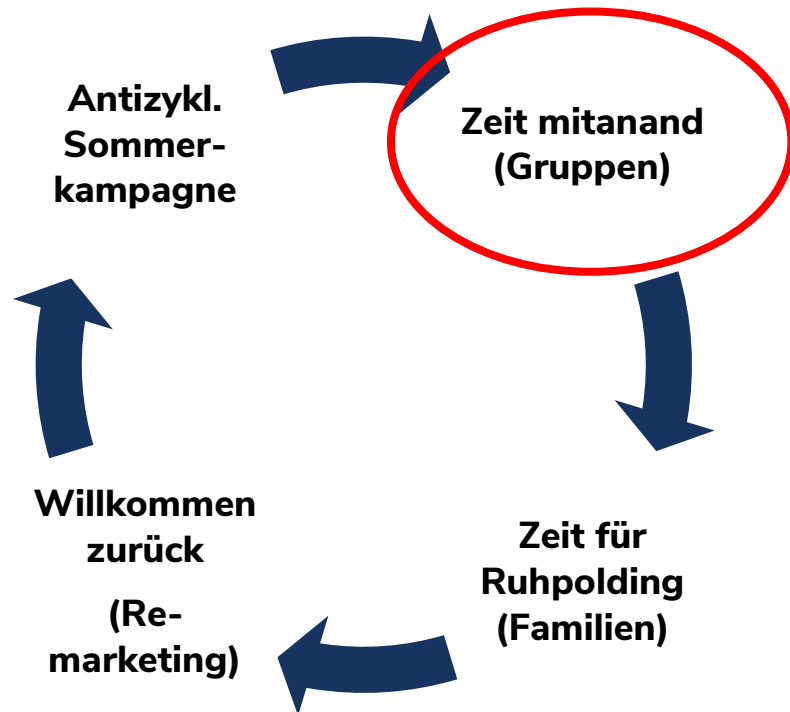 Antizykl.
Sommer-
kampagne
Zeit mitanand
(Gruppen)
Zeit für
Ruhpolding
(Familien)
Willkommen
zurück
(Re-
marketing)